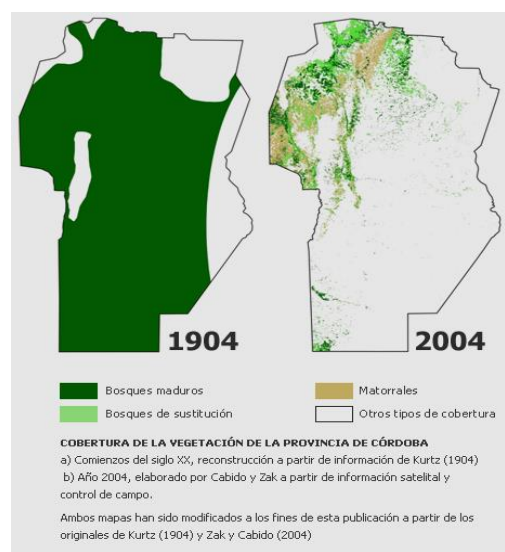 1904
2004
Bosques maduros
Matorrales
Bosques de sustitución
Otros tipos de cobertura
COBERTURA DE LA VEGETACIÓN DE LA PROVINCIA DE CÓRDOBA
a) Comienzos del siglo XX, reconstrucción a partir de información de Kurtz (1904)
b) Año 2004, elaborado por Cabido y Zak a partir de información satelital y
control de campo.
Ambos mapas han sido modificados a los fines de esta publicación a partir de los
originales de Kurtz (1904) y Zak y Cabido (2004)